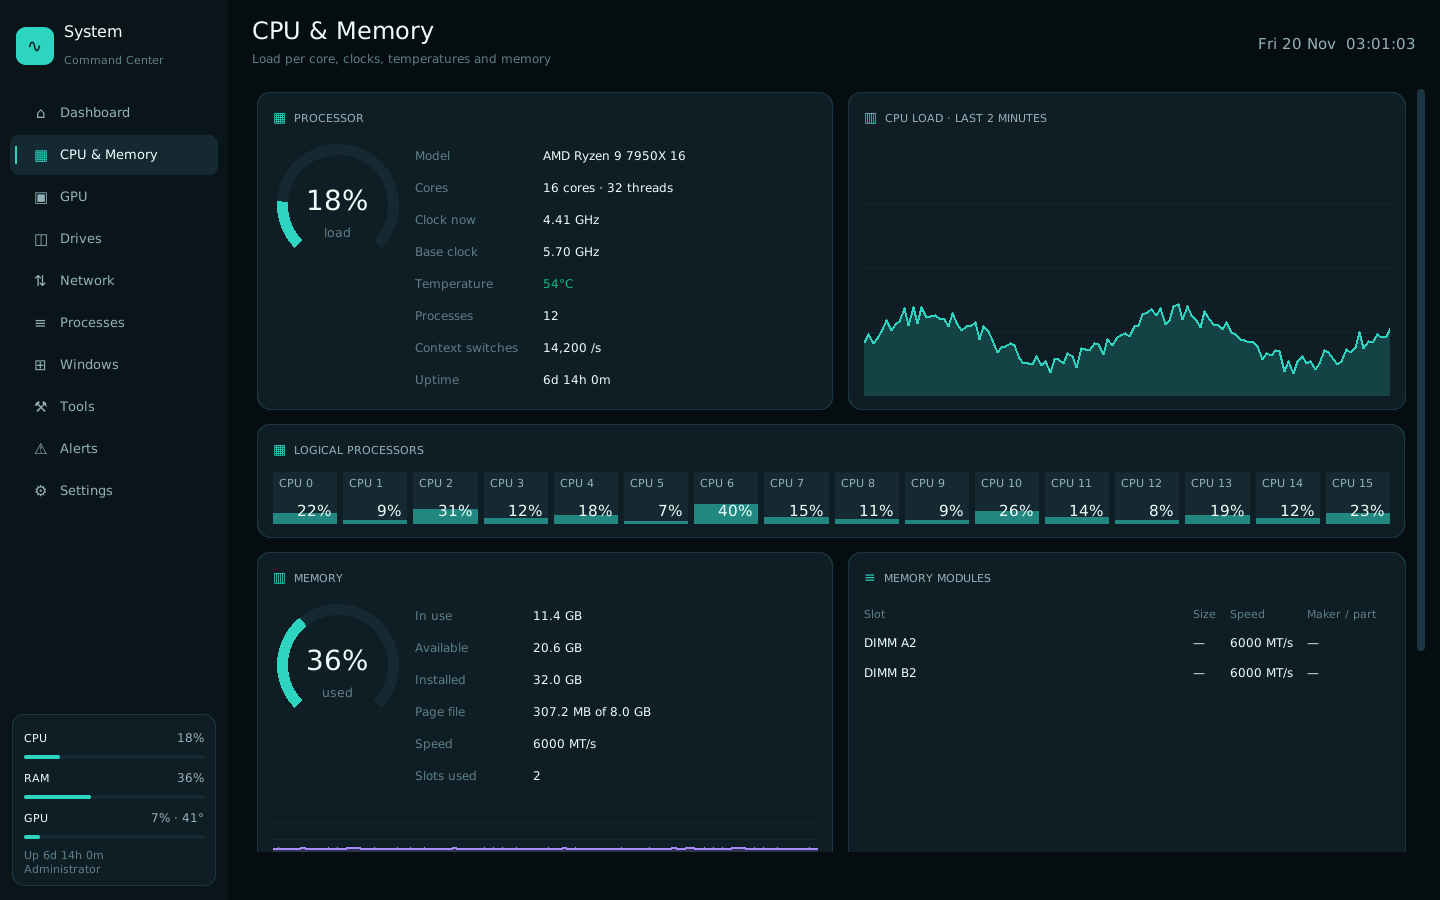 System
Command Center
Dashboard
CPU & Memory
GPU
Drives
Network
Processes
Windows
Tools
Alerts
Settings
CPU 18%
RAM 36%
GPU 7% · 41°
Up 6d 14h 0m
Administrator
CPU & Memory
Load per core, clocks, temperatures and memory
Fri 20 Nov 03:01:03
PROCESSOR
18%
load
Model AMD Ryzen 9 7950X 16
Cores 16 cores · 32 threads
Clock now 4.41 GHz
Base clock 5.70 GHz
Temperature 54°C
Processes 12
Context switches 14,200 /s
Uptime 6d 14h 0m
CPU LOAD · LAST 2 MINUTES
LOGICAL PROCESSORS
CPU 0 CPU 1 CPU 2 CPU 3 CPU 4 CPU 5 CPU 6 CPU 7 CPU 8 CPU 9 CPU 10 CPU 11 CPU 12 CPU 13 CPU 14 CPU 15
22% 9% 31% 12% 18% 7% 40% 15% 11% 9% 26% 14% 8% 19% 12% 23%
MEMORY
36%
used
In use 11.4 GB
Available 20.6 GB
Installed 32.0 GB
Page file 307.2 MB of 8.0 GB
Speed 6000 MT/s
Slots used 2
MEMORY MODULES
Slot Size Speed Maker / part
DIMM A2 — 6000 MT/s —
DIMM B2 — 6000 MT/s —